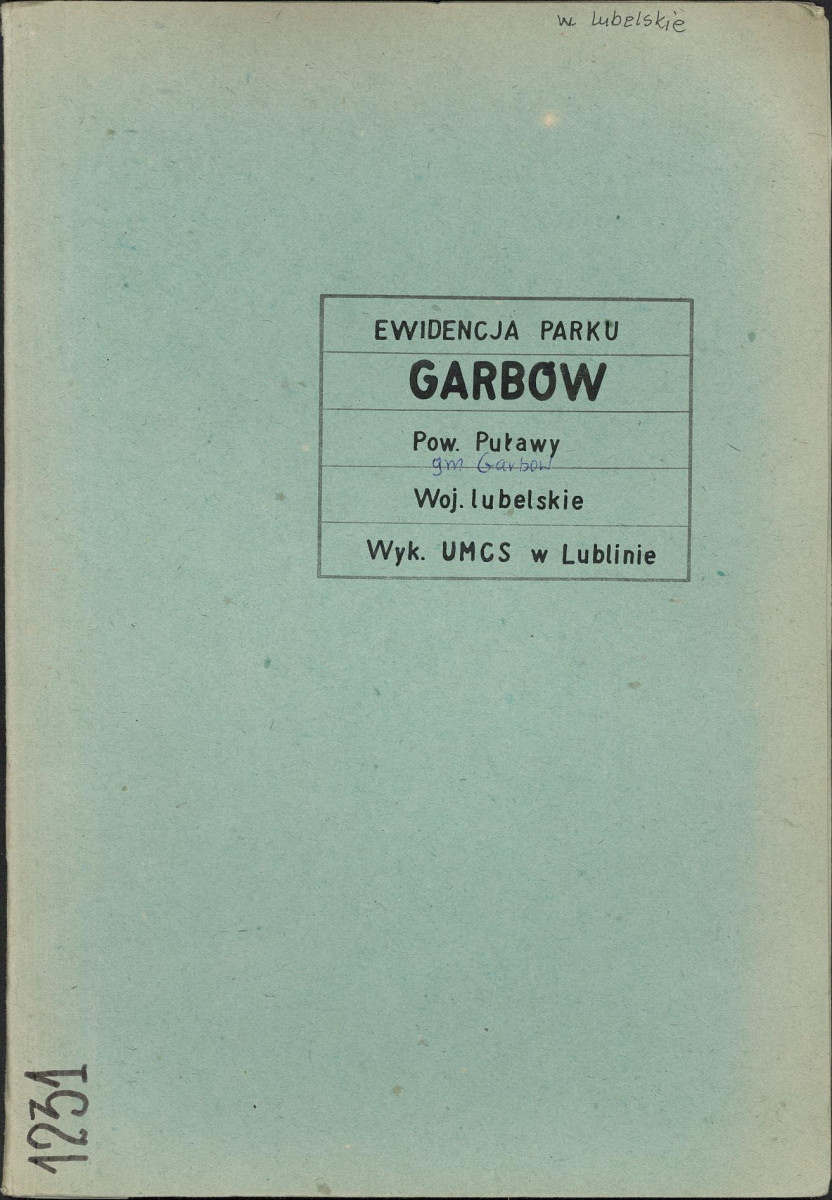 w. lubelskie
EWIDENCJA PARKU
GARBÓW
Pow. Puławy
gm Garbów
Woj. lubelskie
Wyk. UMCS w Lublinie
1231